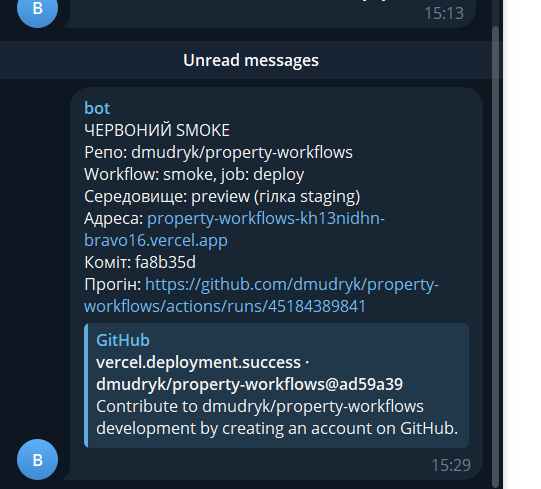 B
15:13
Unread messages
bot
ЧЕРВОНИЙ SMOKE
Репо: dmudryk/property-workflows
Workflow: smoke, job: deploy
Середовище: preview (гілка staging)
Адреса: property-workflows-kh13nidhn-
bravo16.vercel.app
Коміт: fa8b35d
Прогін: https://github.com/dmudryk/property-
workflows/actions/runs/45184389841
GitHub
vercel.deployment.success ·
dmudryk/property-workflows@ad59a39
Contribute to dmudryk/property-workflows
development by creating an account on GitHub.
B
15:29